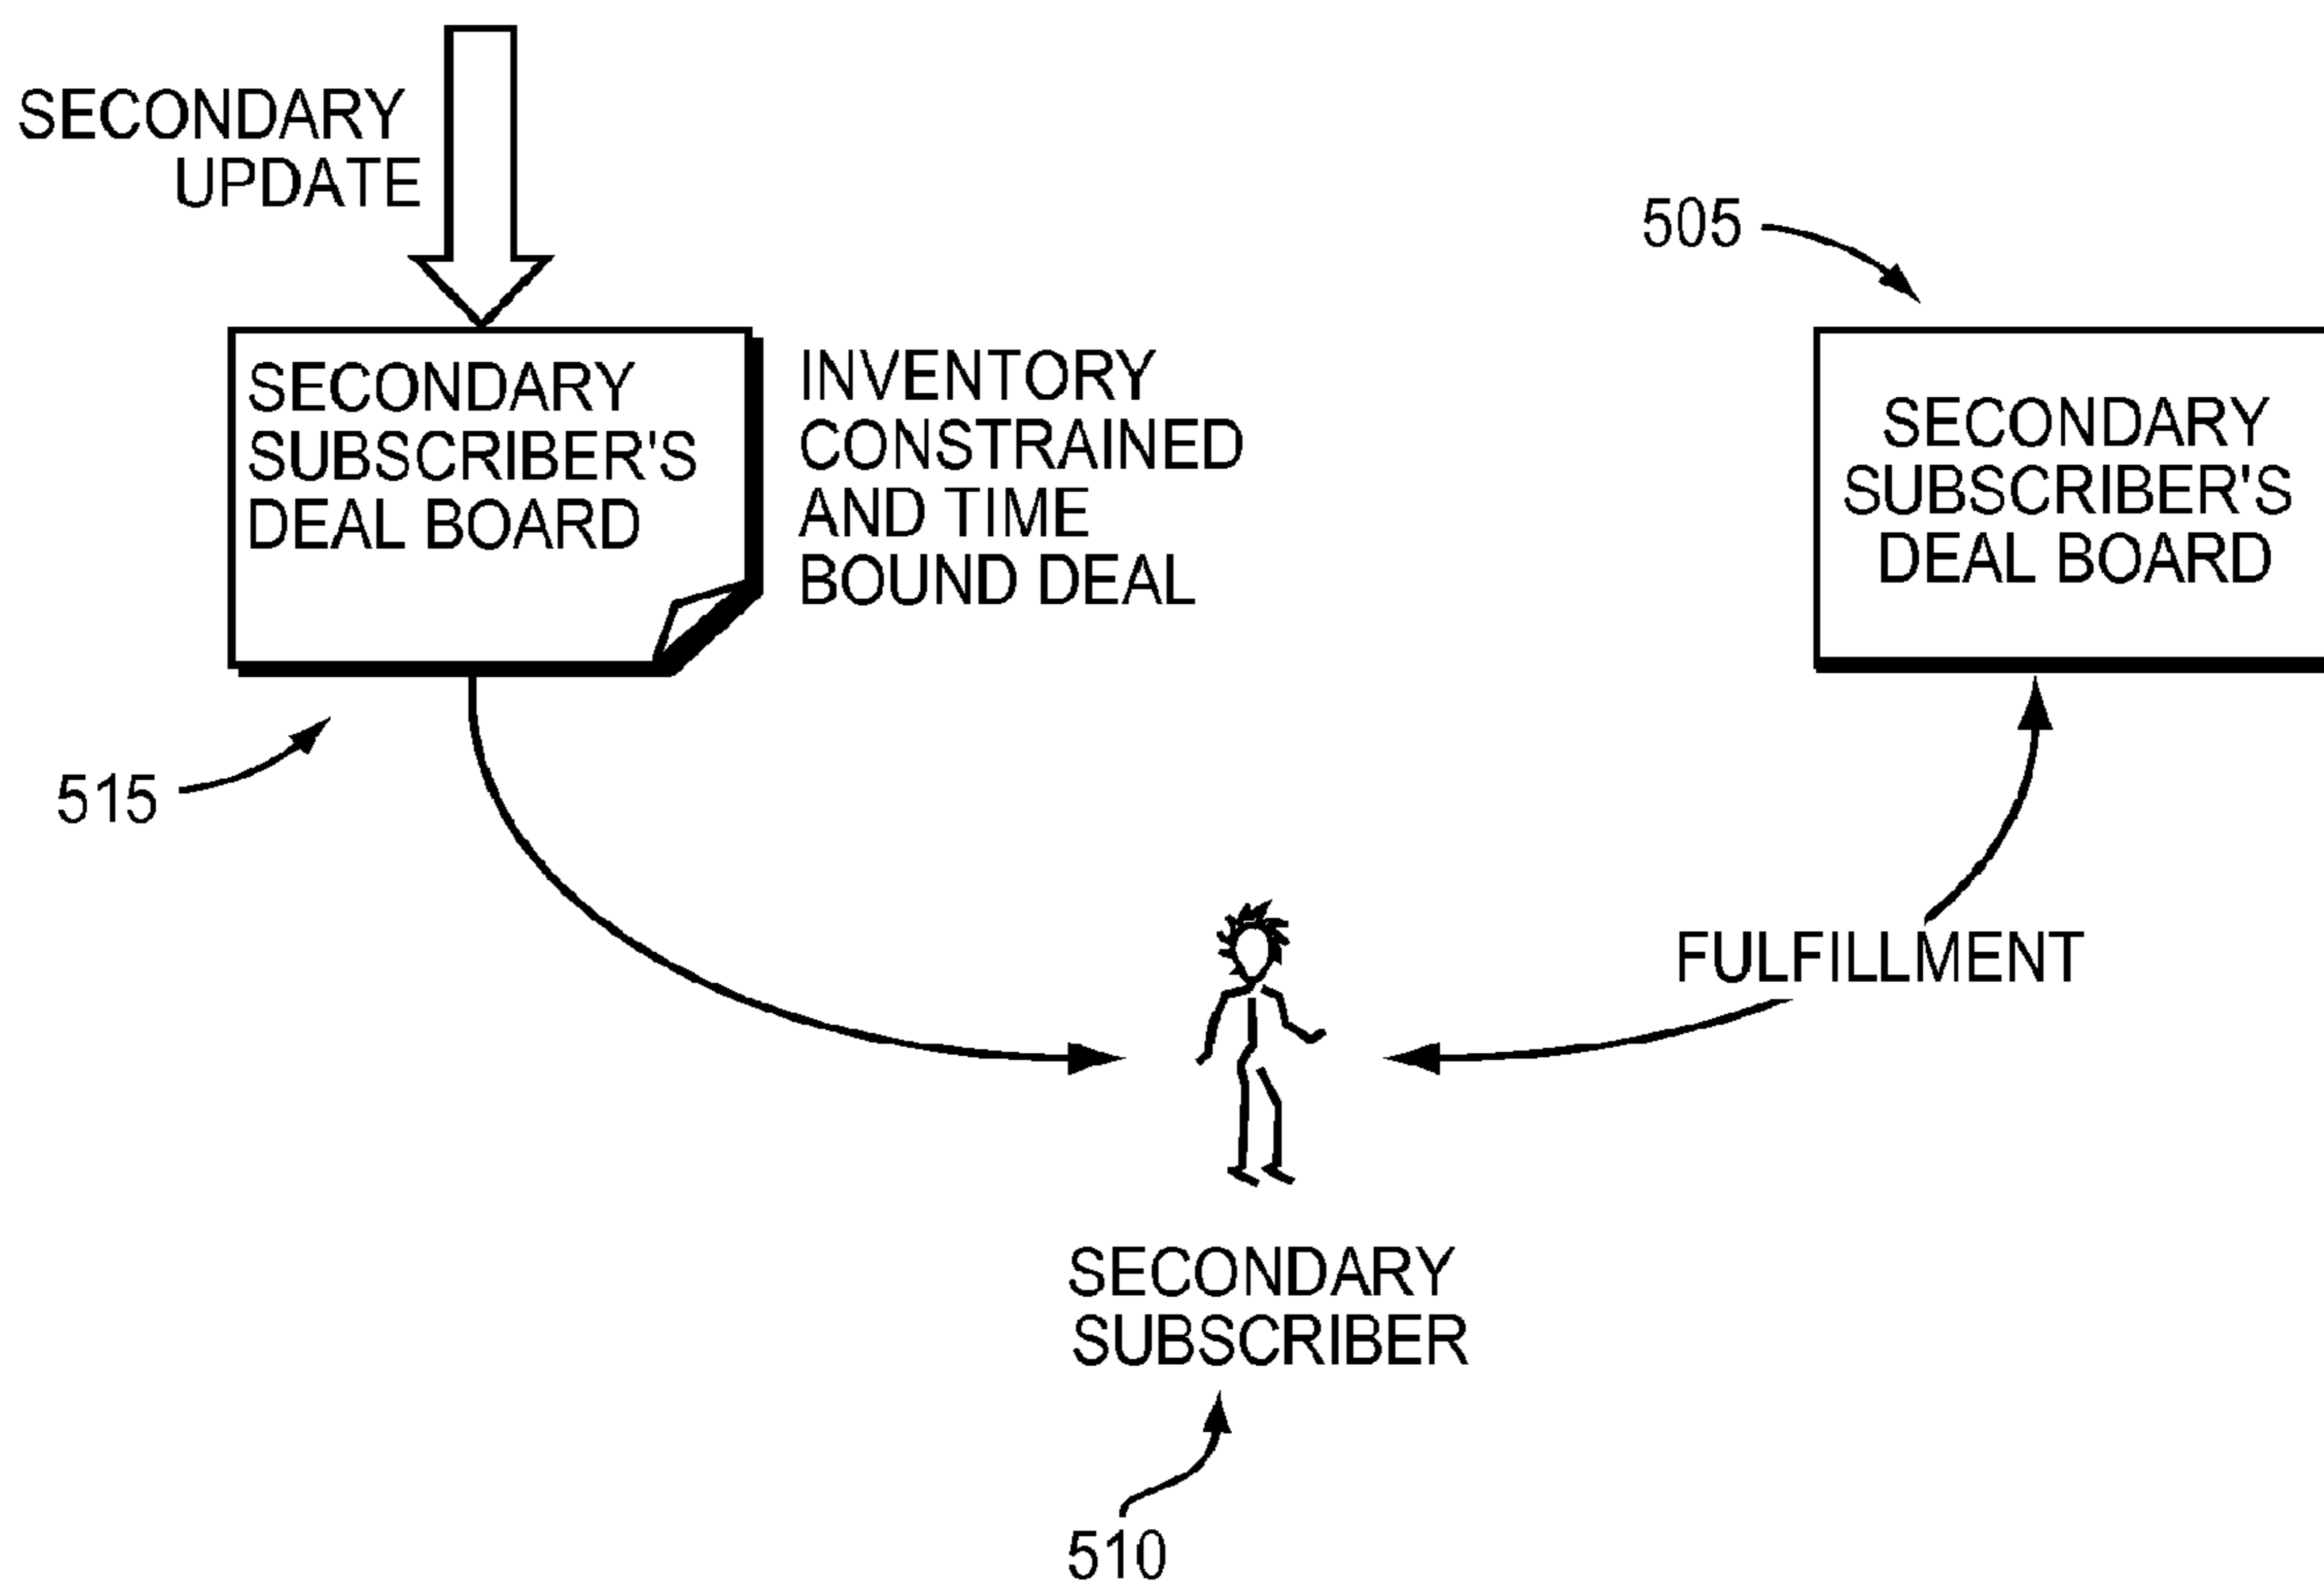 SECONDARY
UPDATE
505
SECONDARY
SUBSCRIBER'S
DEAL BOARD
INVENTORY
CONSTRAINED
AND TIME
BOUND DEAL
SECONDARY
SUBSCRIBER'S
DEAL BOARD
515
FULFILLMENT
SECONDARY
SUBSCRIBER
510